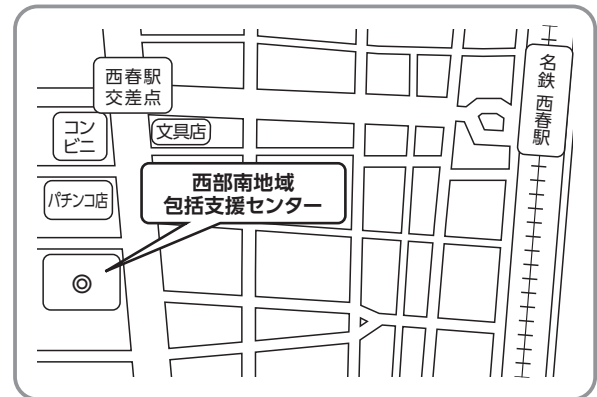 西春駅
交差点
名鉄 西春駅
コン
ビニ
文具店
パチンコ店
西部南地域
包括支援センター